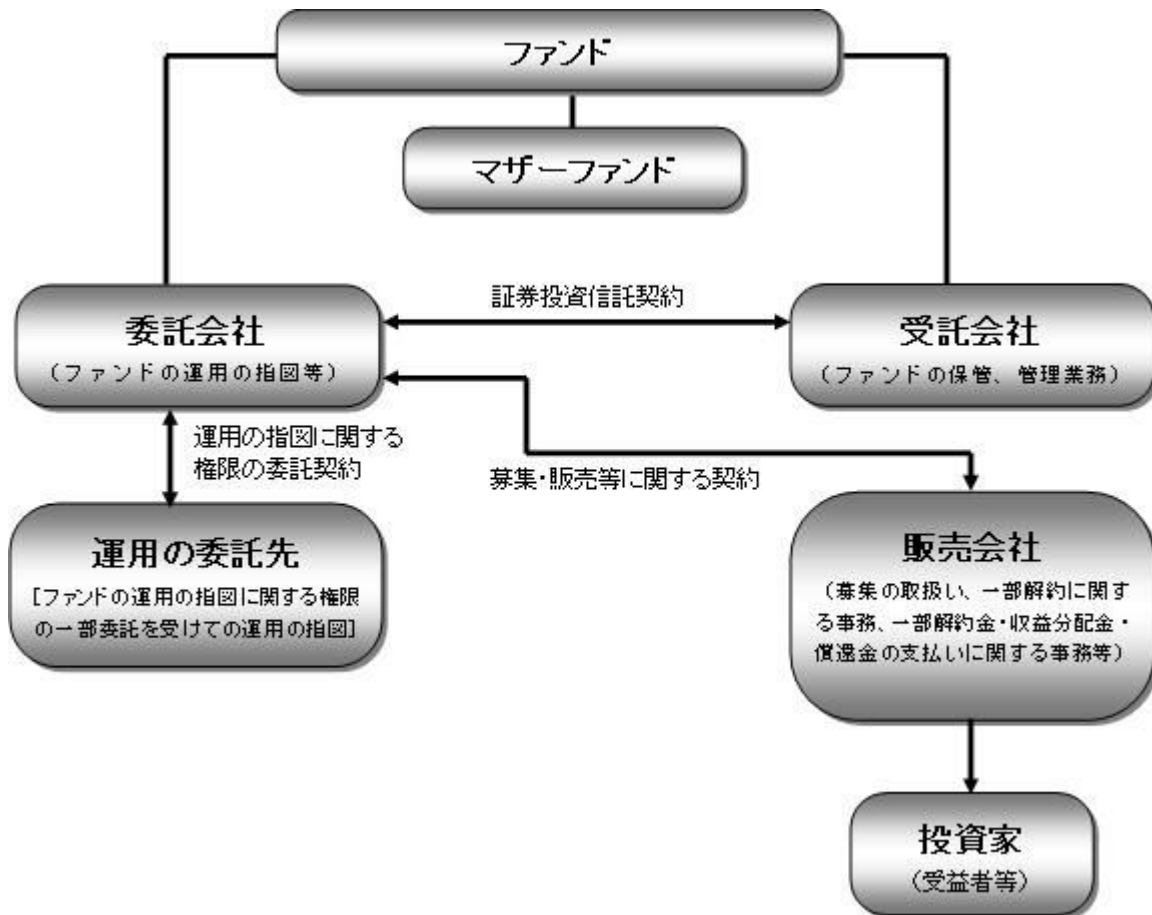 ファンド
マザーファンド
証券投資信託契約
委託会社
(ファンドの運用の指図等)
受託会社
(ファンドの保管、管理業務)
運用の指図に関する
権限の委託契約
募集・販売等に関する契約
運用の委託先
[ファンドの運用の指図に関する権限
の一部委託を受けての運用の指図]
販売会社
(募集の取扱い、一部解約に関す
る事務、一部解約金・収益分配金・
償還金の支払いに関する事務等)
投資家
(受益者等)